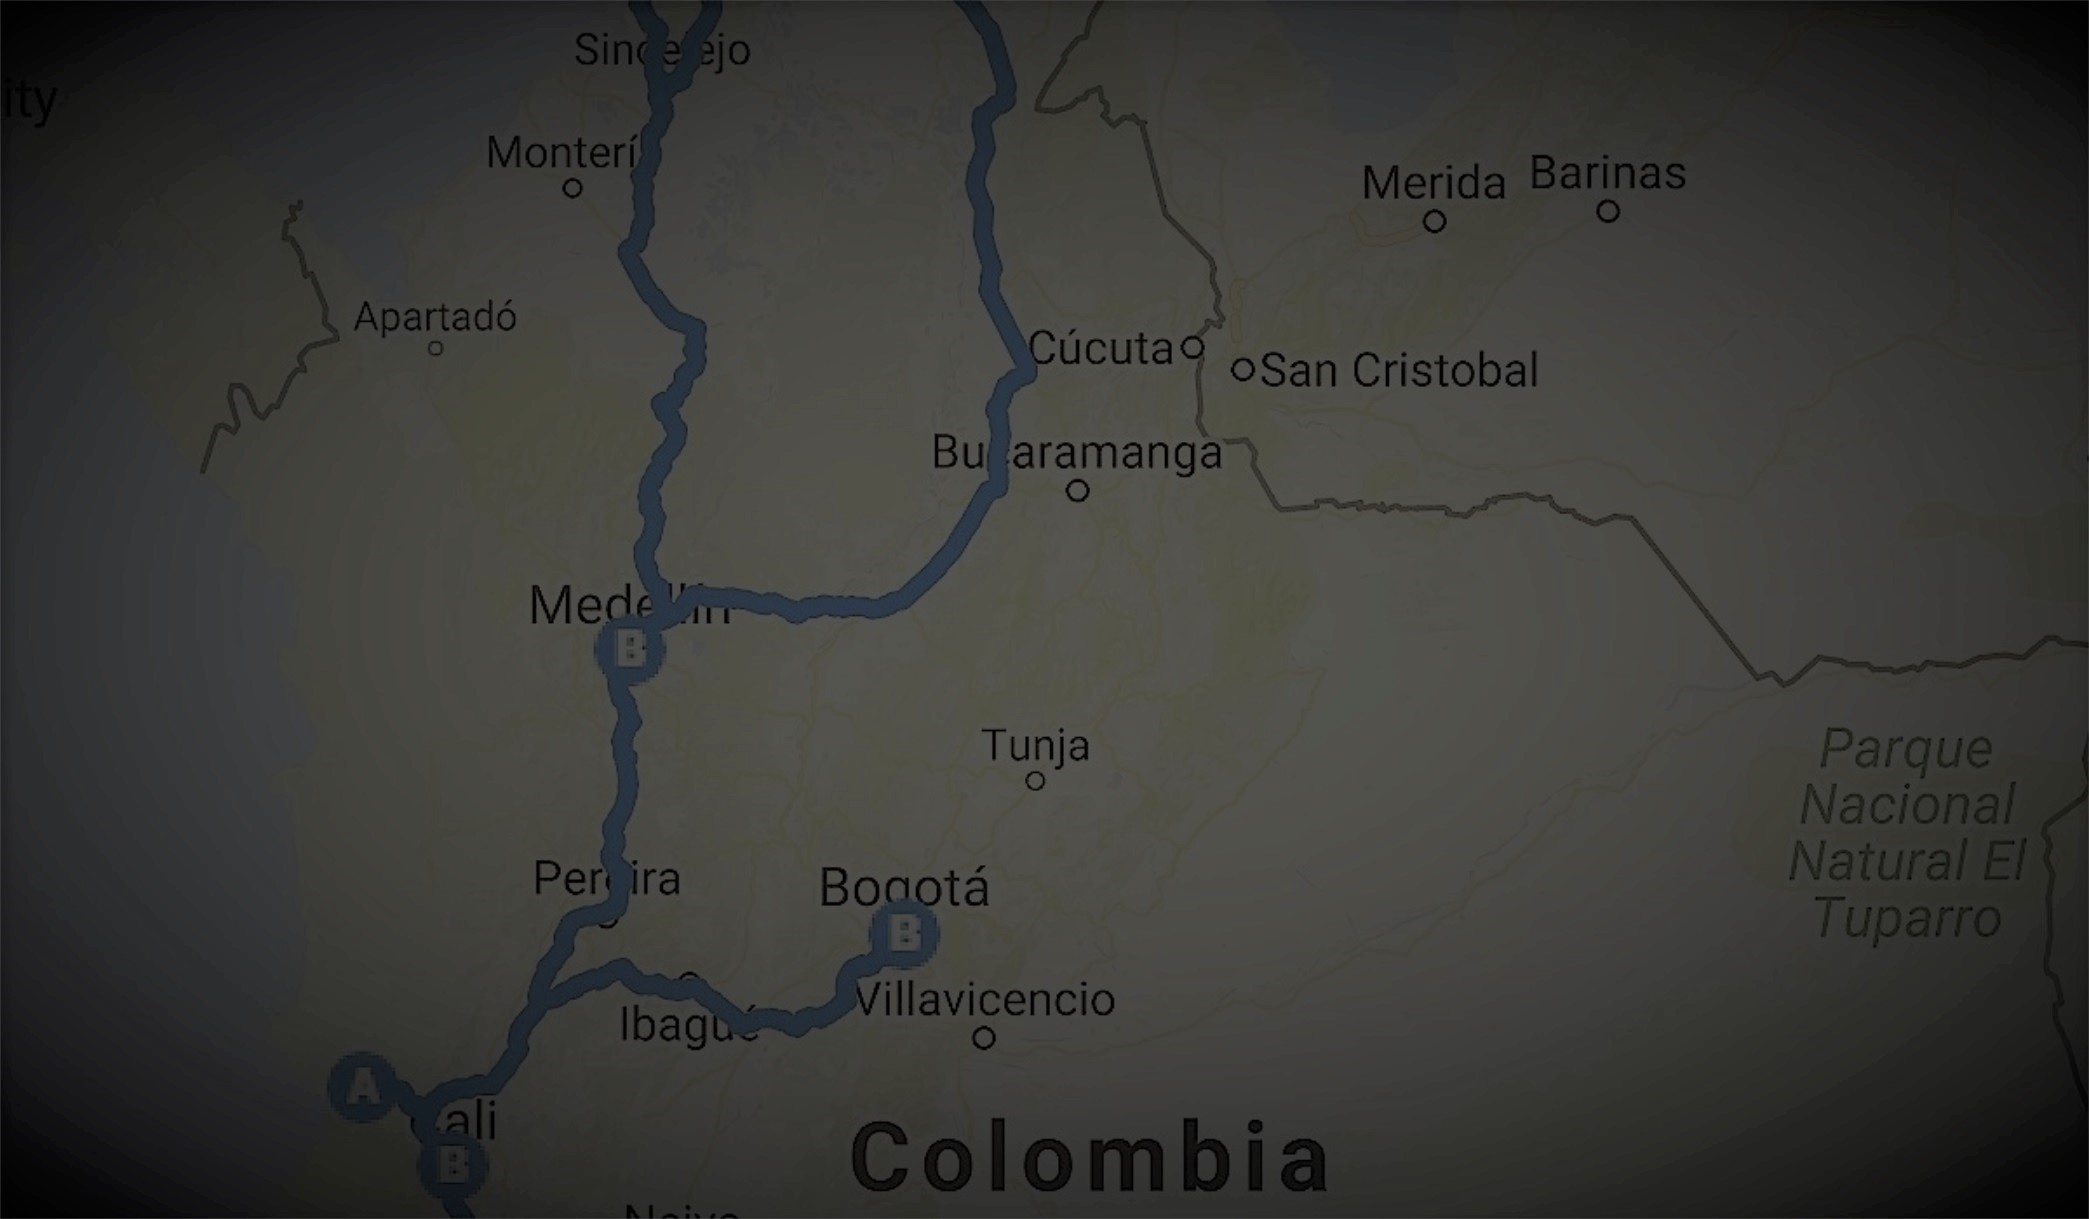 Sincelejo
ity
Montería
Merida
Barinas
Apartadó
Cúcuta
San Cristobal
Bucaramanga
Medellín
B
Tunja
Parque
Nacional
Natural El
Tuparro
Pereira
Bogotá
B
Villavicencio
Ibagué
A
Cali
B
Colombia